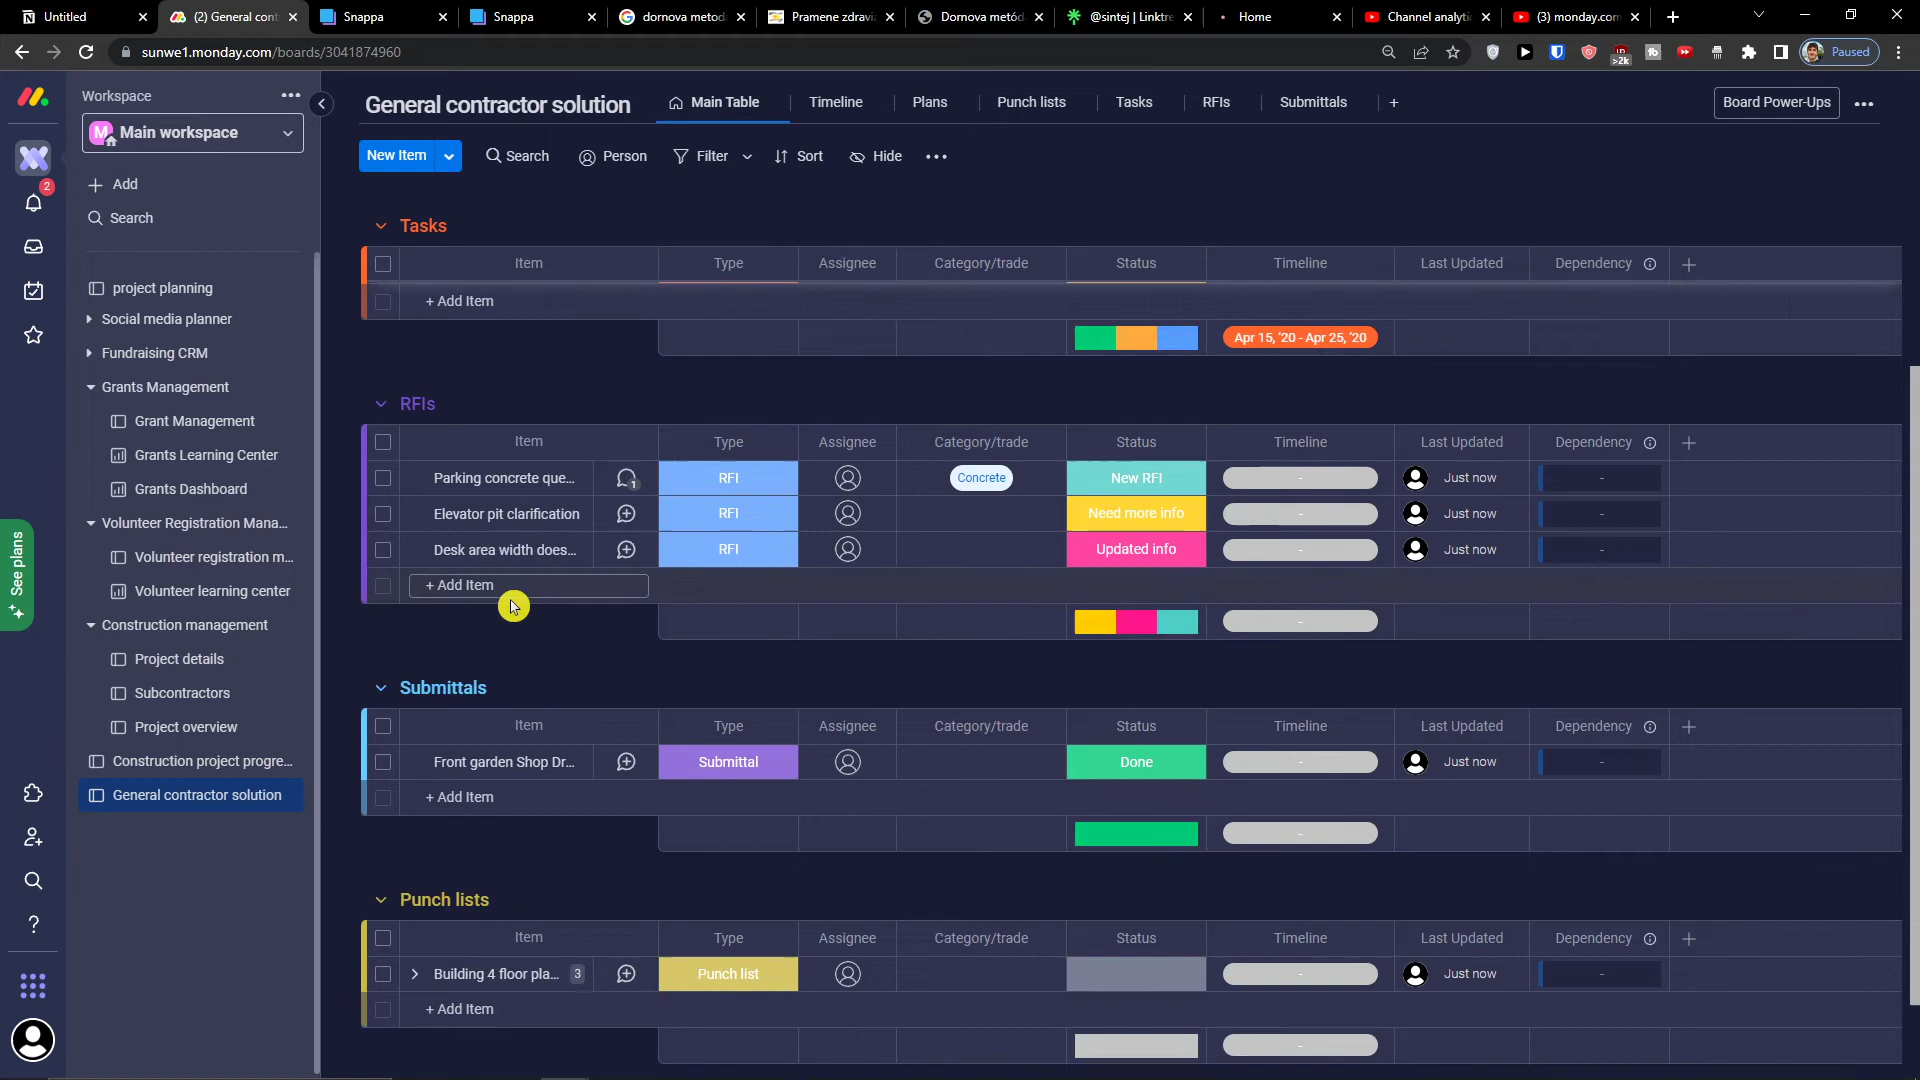 Untitled
(2) General cont
Snappa
Snappa
dornova metod
Pramene zdravi
Dornova metód
@sintej | Linktre
Home
Channel analyti
(3) monday.com
sunwe1.monday.com/boards/3041874960
>2k
Paused
Workspace
M
Main workspace
2
Add
Search
project planning
Social media planner
Fundraising CRM
Grants Management
Grant Management
Grants Learning Center
Grants Dashboard
Volunteer Registration Mana...
Volunteer registration m...
Volunteer learning center
Construction management
Project details
Subcontractors
Project overview
Construction project progre...
General contractor solution
See plans
General contractor solution
Main Table
Timeline
Plans
Punch lists
Tasks
RFIs
Submittals
+
Board Power-Ups
New Item
Search
Person
Filter
Sort
Hide
Tasks
Item Type Assignee Category/trade Status Timeline Last Updated Dependency
+ Add Item
Apr 15, '20 - Apr 25, '20
RFIs
Item Type Assignee Category/trade Status Timeline Last Updated Dependency
Parking concrete que... 1 RFI Concrete New RFI - Just now -
Elevator pit clarification RFI Need more info - Just now -
Desk area width does... RFI Updated info - Just now -
+ Add Item
-
Submittals
Item Type Assignee Category/trade Status Timeline Last Updated Dependency
Front garden Shop Dr... Submittal Done - Just now -
+ Add Item
-
Punch lists
Item Type Assignee Category/trade Status Timeline Last Updated Dependency
Building 4 floor pla... 3 Punch list - Just now -
+ Add Item
-